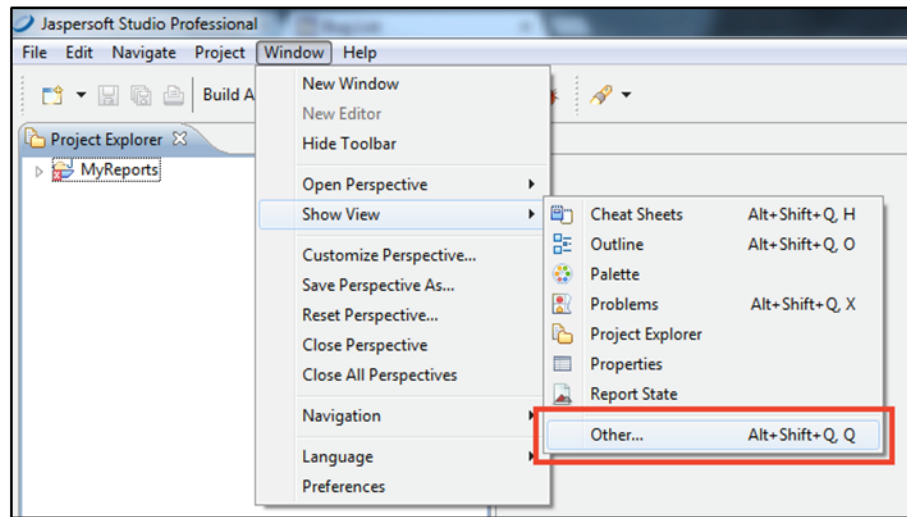 Jaspersoft Studio Professional
File Edit Navigate Project Window Help
Build A
Project Explorer
MyReports
New Window
New Editor
Hide Toolbar
Open Perspective
Show View
Customize Perspective...
Save Perspective As...
Reset Perspective...
Close Perspective
Close All Perspectives
Navigation
Language
Preferences
Cheat Sheets Alt+Shift+Q, H
Outline Alt+Shift+Q, O
Palette
Problems Alt+Shift+Q, X
Project Explorer
Properties
Report State
Other... Alt+Shift+Q, Q